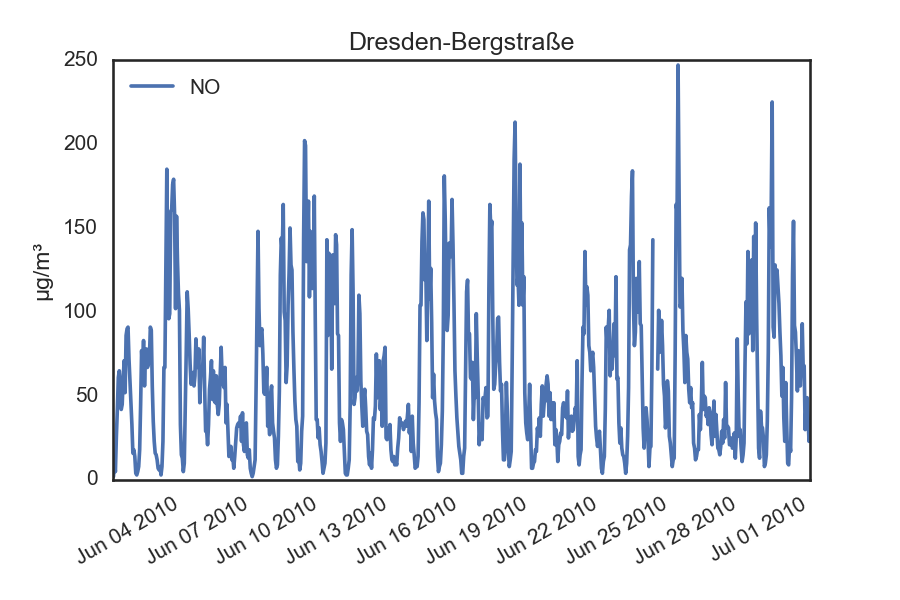 Dresden-Bergstraße
NO
µg/m³
250
200
150
100
50
0
Jun 04 2010
Jun 07 2010
Jun 10 2010
Jun 13 2010
Jun 16 2010
Jun 19 2010
Jun 22 2010
Jun 25 2010
Jun 28 2010
Jul 01 2010